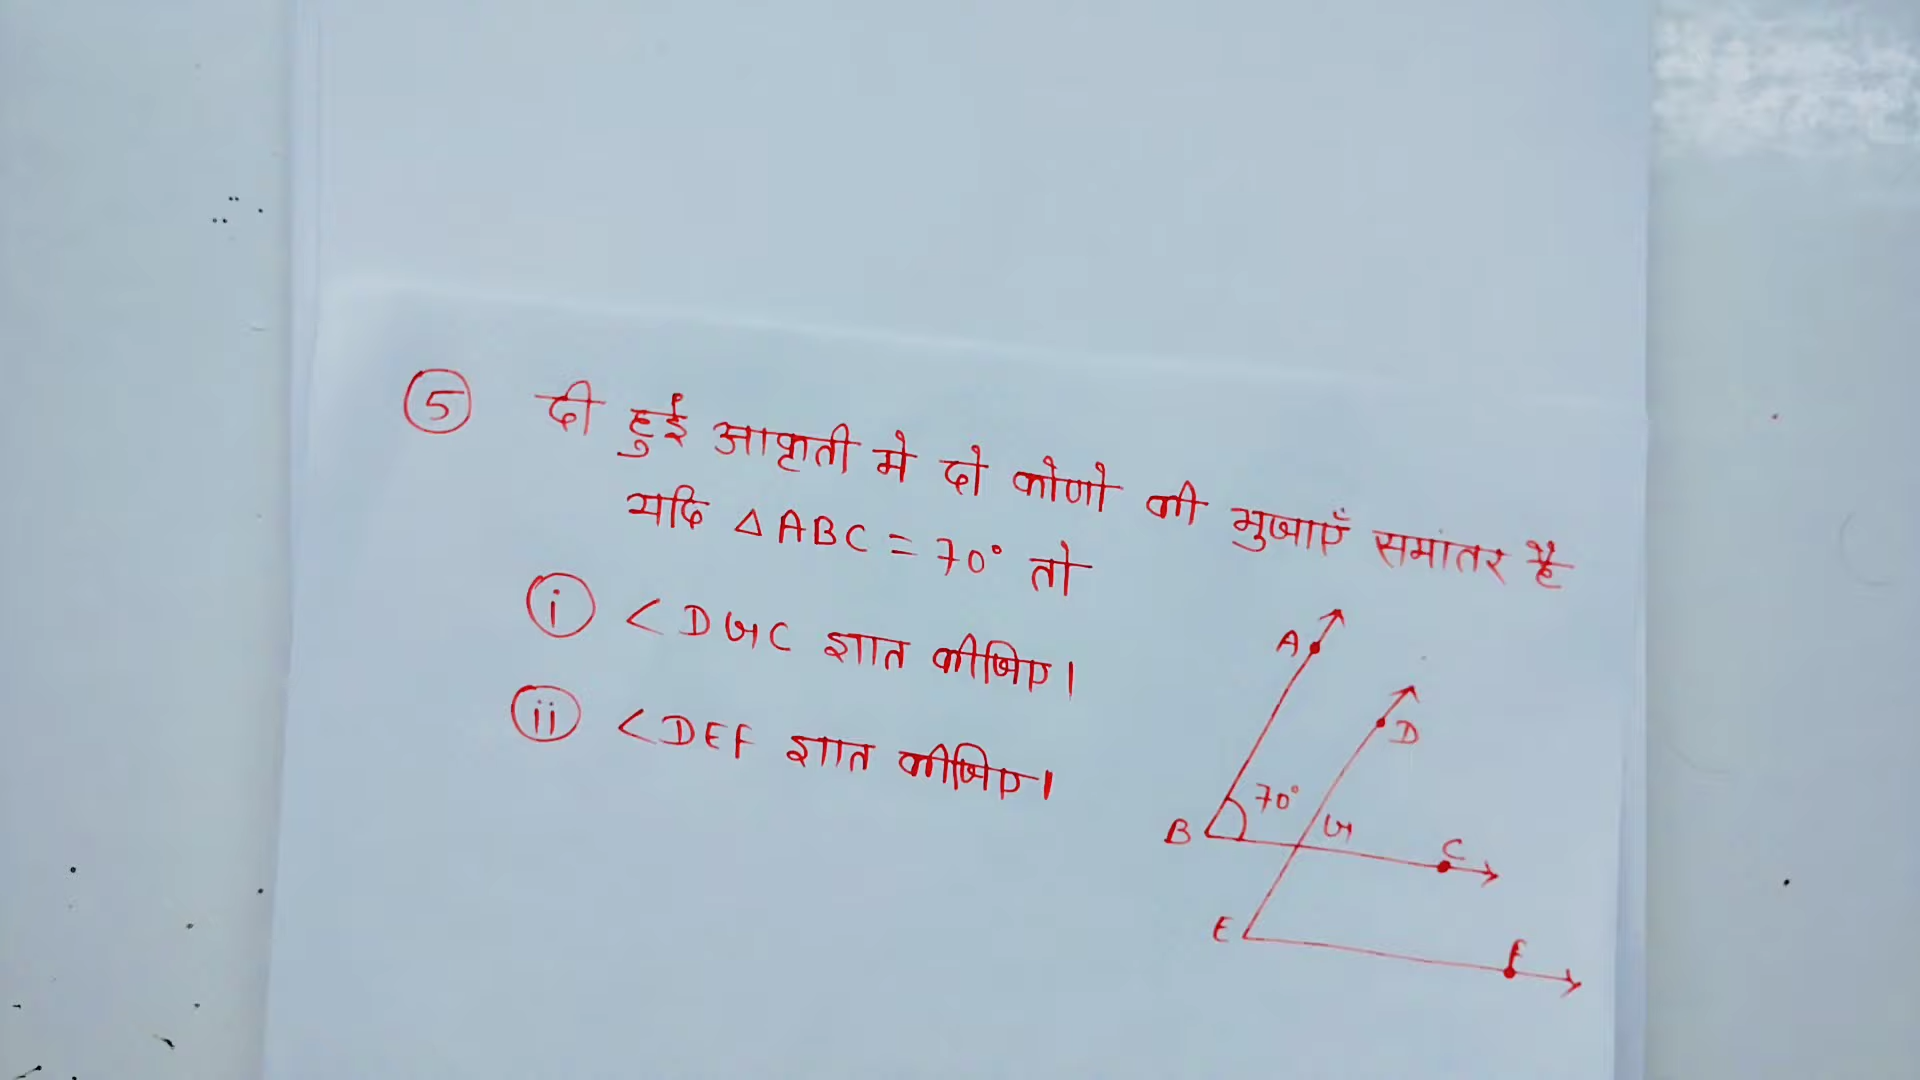 5 दी हुई आकृती मे दो कोणो की भुजाएँ समांतर है
यदि △ABC = 70° तो
i <DGC ज्ञात कीजिए।
ii <DEF ज्ञात कीजिए।
A
D
70°
B
G
C
E
F